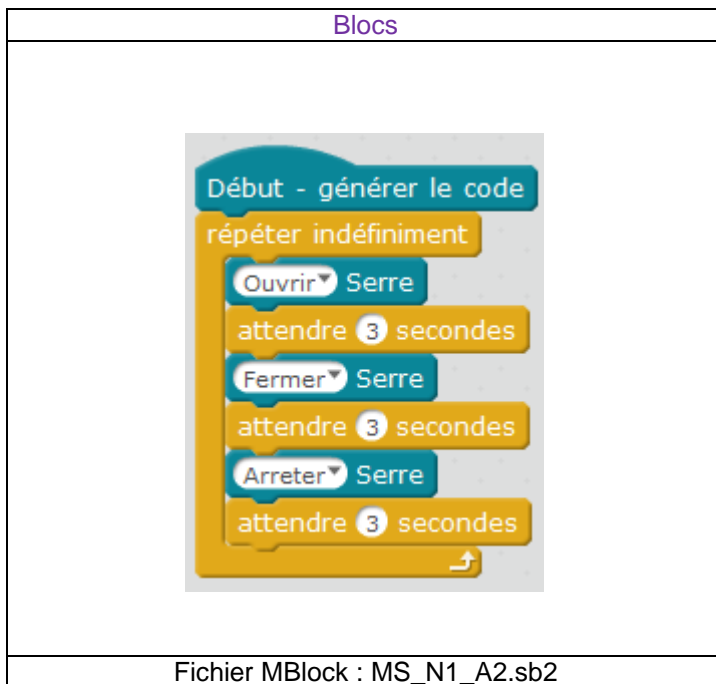 Blocs
Début - générer le code
répéter indéfiniment
Ouvrir Serre
attendre 3 secondes
Fermer Serre
attendre 3 secondes
Arreter Serre
attendre 3 secondes
Fichier MBlock : MS_N1_A2.sb2